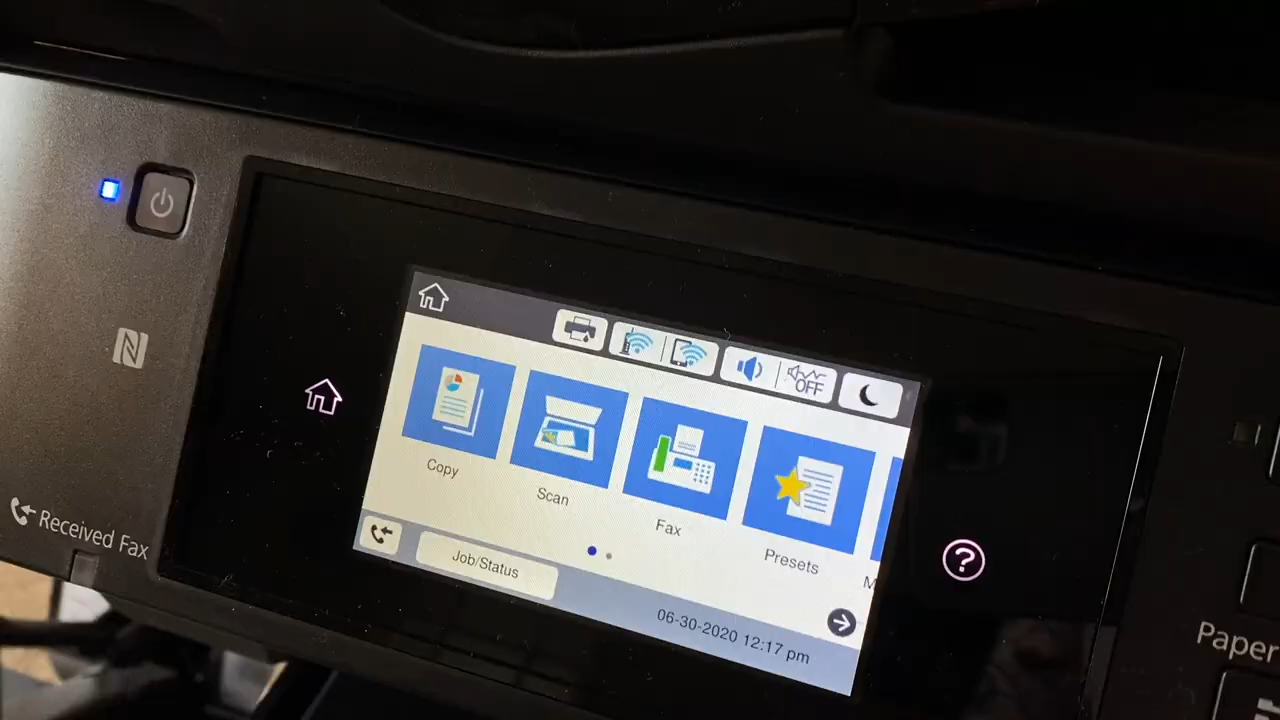 OFF
Copy
Scan
Fax
Presets
M
Job/Status
06-30-2020 12:17 pm
Received Fax
?
Paper